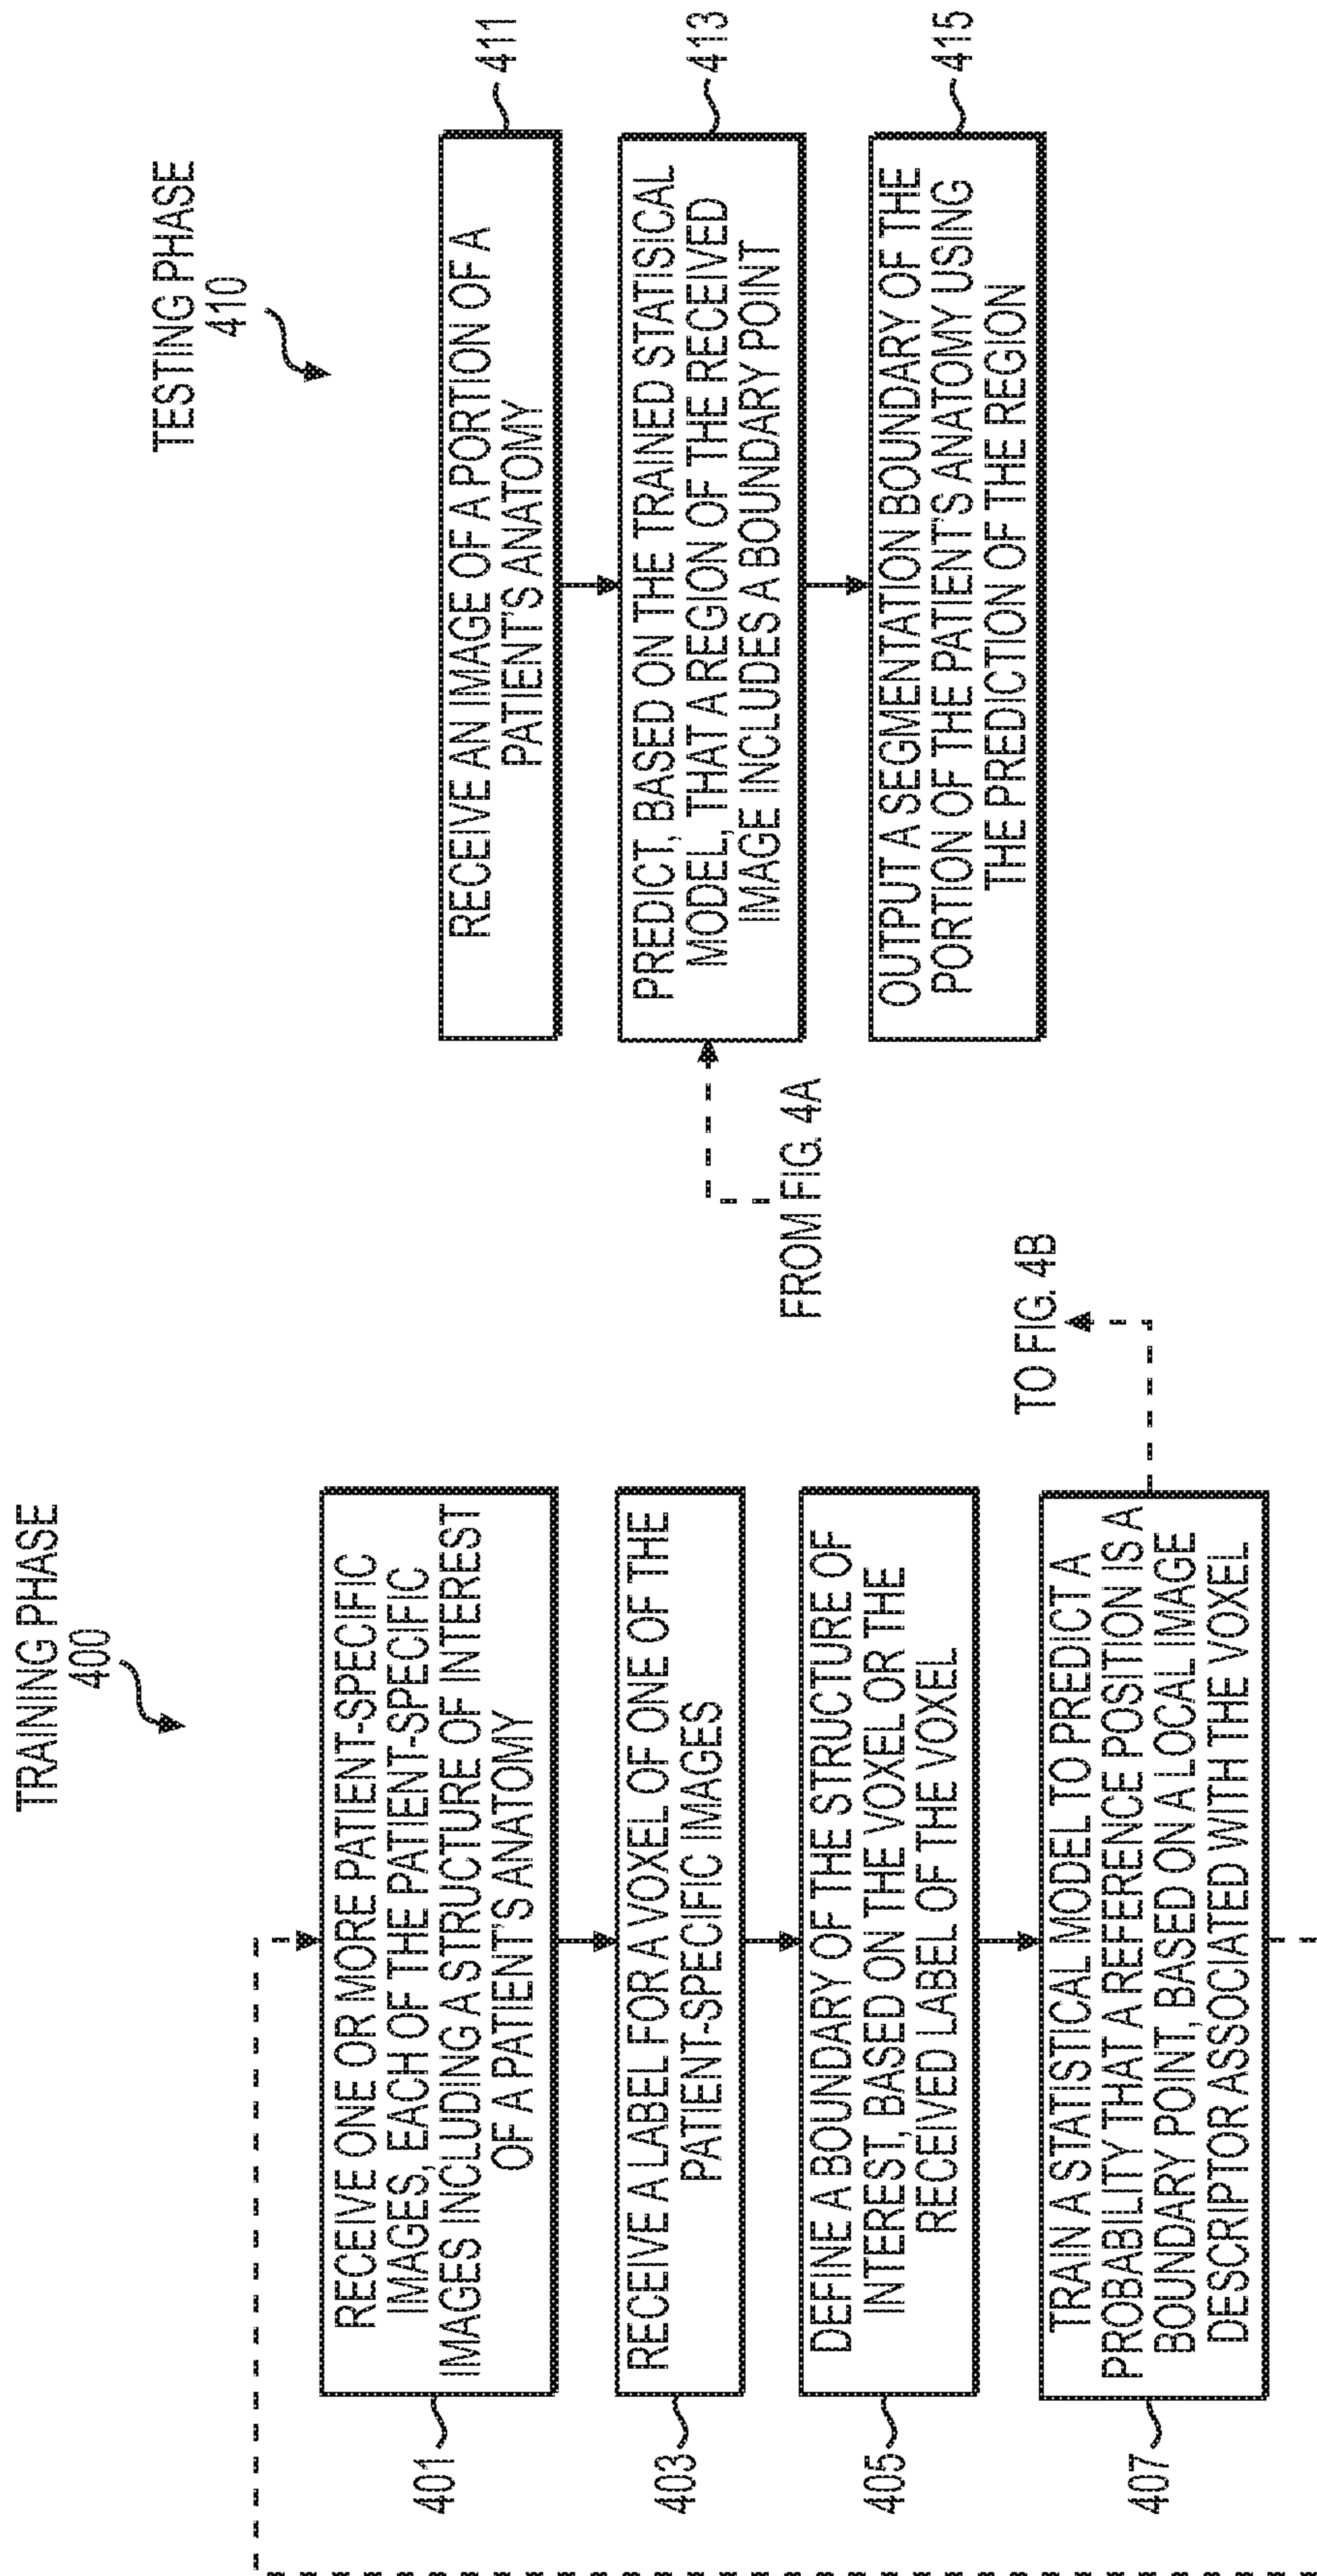 TRAINING PHASE
400
RECEIVE ONE OR MORE PATIENT-SPECIFIC
IMAGES, EACH OF THE PATIENT-SPECIFIC
IMAGES INCLUDING A STRUCTURE OF INTEREST
OF A PATIENT'S ANATOMY
401
RECEIVE A LABEL FOR A VOXEL OF ONE OF THE
PATIENT-SPECIFIC IMAGES
403
DEFINE A BOUNDARY OF THE STRUCTURE OF
INTEREST, BASED ON THE VOXEL OR THE
RECEIVED LABEL OF THE VOXEL
405
TRAIN A STATISTICAL MODEL TO PREDICT A
PROBABILITY THAT A REFERENCE POSITION IS A
BOUNDARY POINT, BASED ON A LOCAL IMAGE
DESCRIPTOR ASSOCIATED WITH THE VOXEL
407
TO FIG. 4B
TESTING PHASE
410
RECEIVE AN IMAGE OF A PORTION OF A
PATIENT'S ANATOMY
411
PREDICT, BASED ON THE TRAINED STATISICAL
MODEL, THAT A REGION OF THE RECEIVED
IMAGE INCLUDES A BOUNDARY POINT
413
FROM FIG. 4A
OUTPUT A SEGMENTATION BOUNDARY OF THE
PORTION OF THE PATIENT'S ANATOMY USING
THE PREDICTION OF THE REGION
415